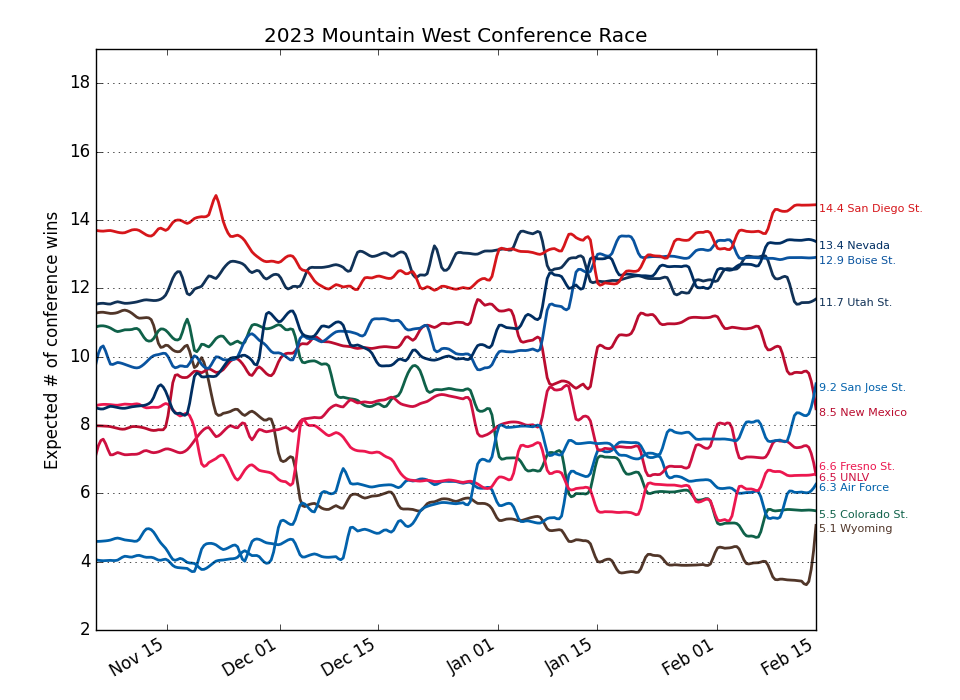 2023 Mountain West Conference Race
Expected # of conference wins
18
16
14
12
10
8
6
4
2
Nov 15
Dec 01
Dec 15
Jan 01
Jan 15
Feb 01
Feb 15
14.4 San Diego St.
13.4 Nevada
12.9 Boise St.
11.7 Utah St.
9.2 San Jose St.
8.5 New Mexico
6.6 Fresno St.
6.5 UNLV
6.3 Air Force
5.5 Colorado St.
5.1 Wyoming